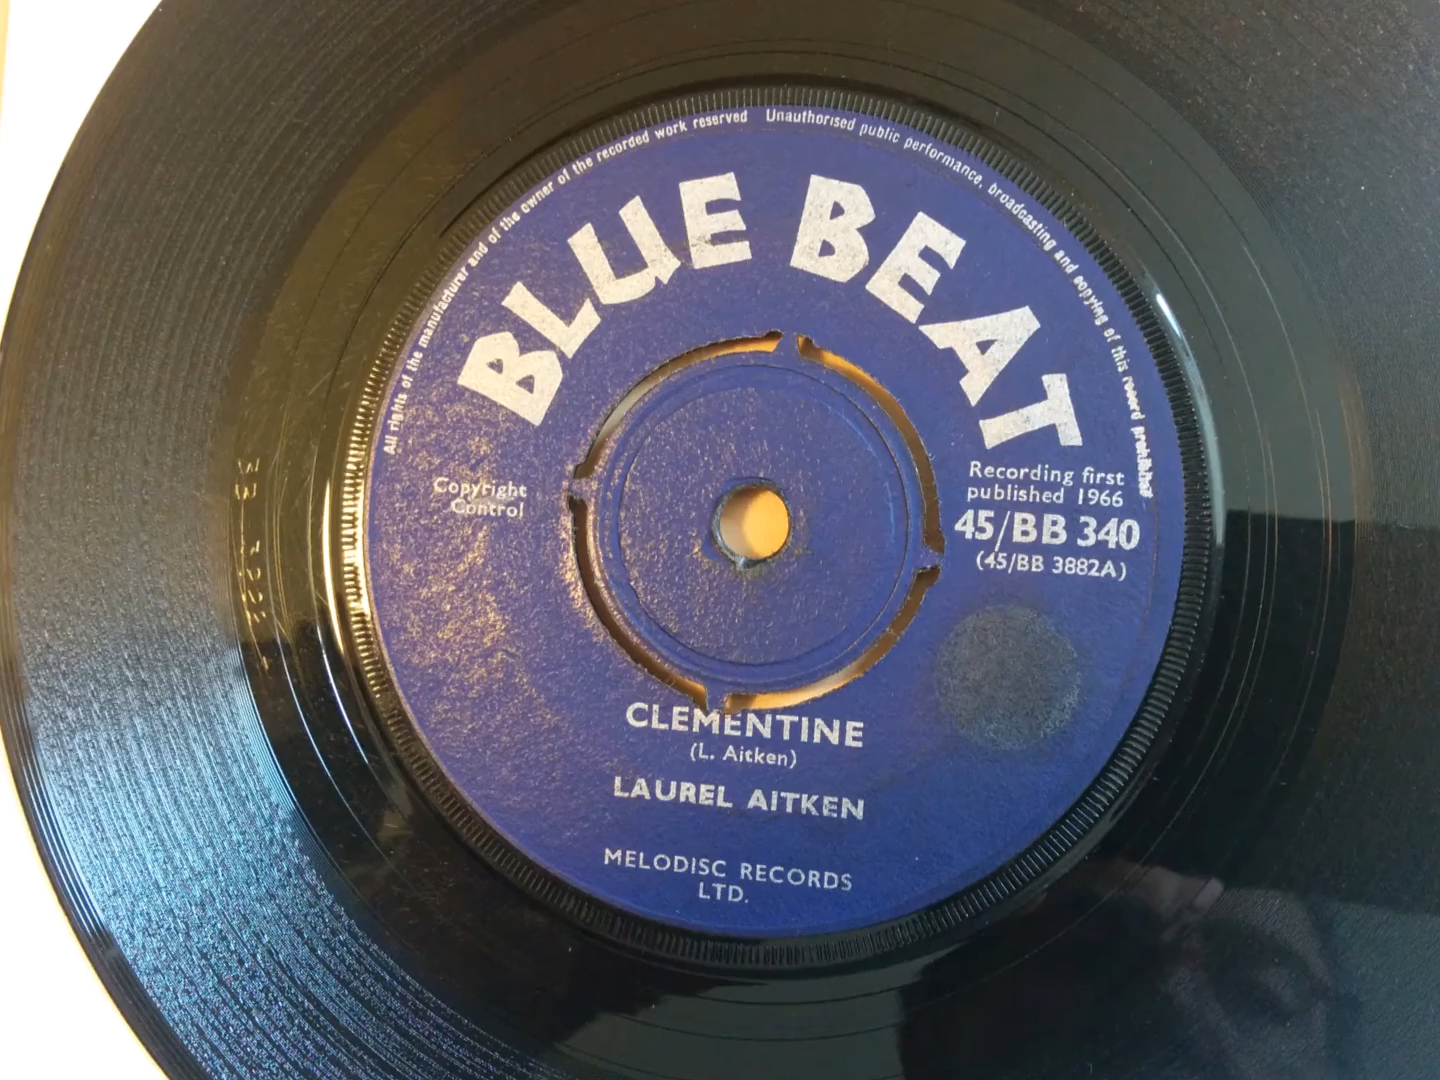 All rights of the manufacturer and of the owner of the recorded work reserved Unauthorised public performance, broadcasting and copying of this record prohibited
BLUE BEAT
Copyright
Control
Recording first
published 1966
45/BB 340
(45/BB 3882A)
CLEMENTINE
(L. Aitken)
LAUREL AITKEN
MELODISC RECORDS
LTD.